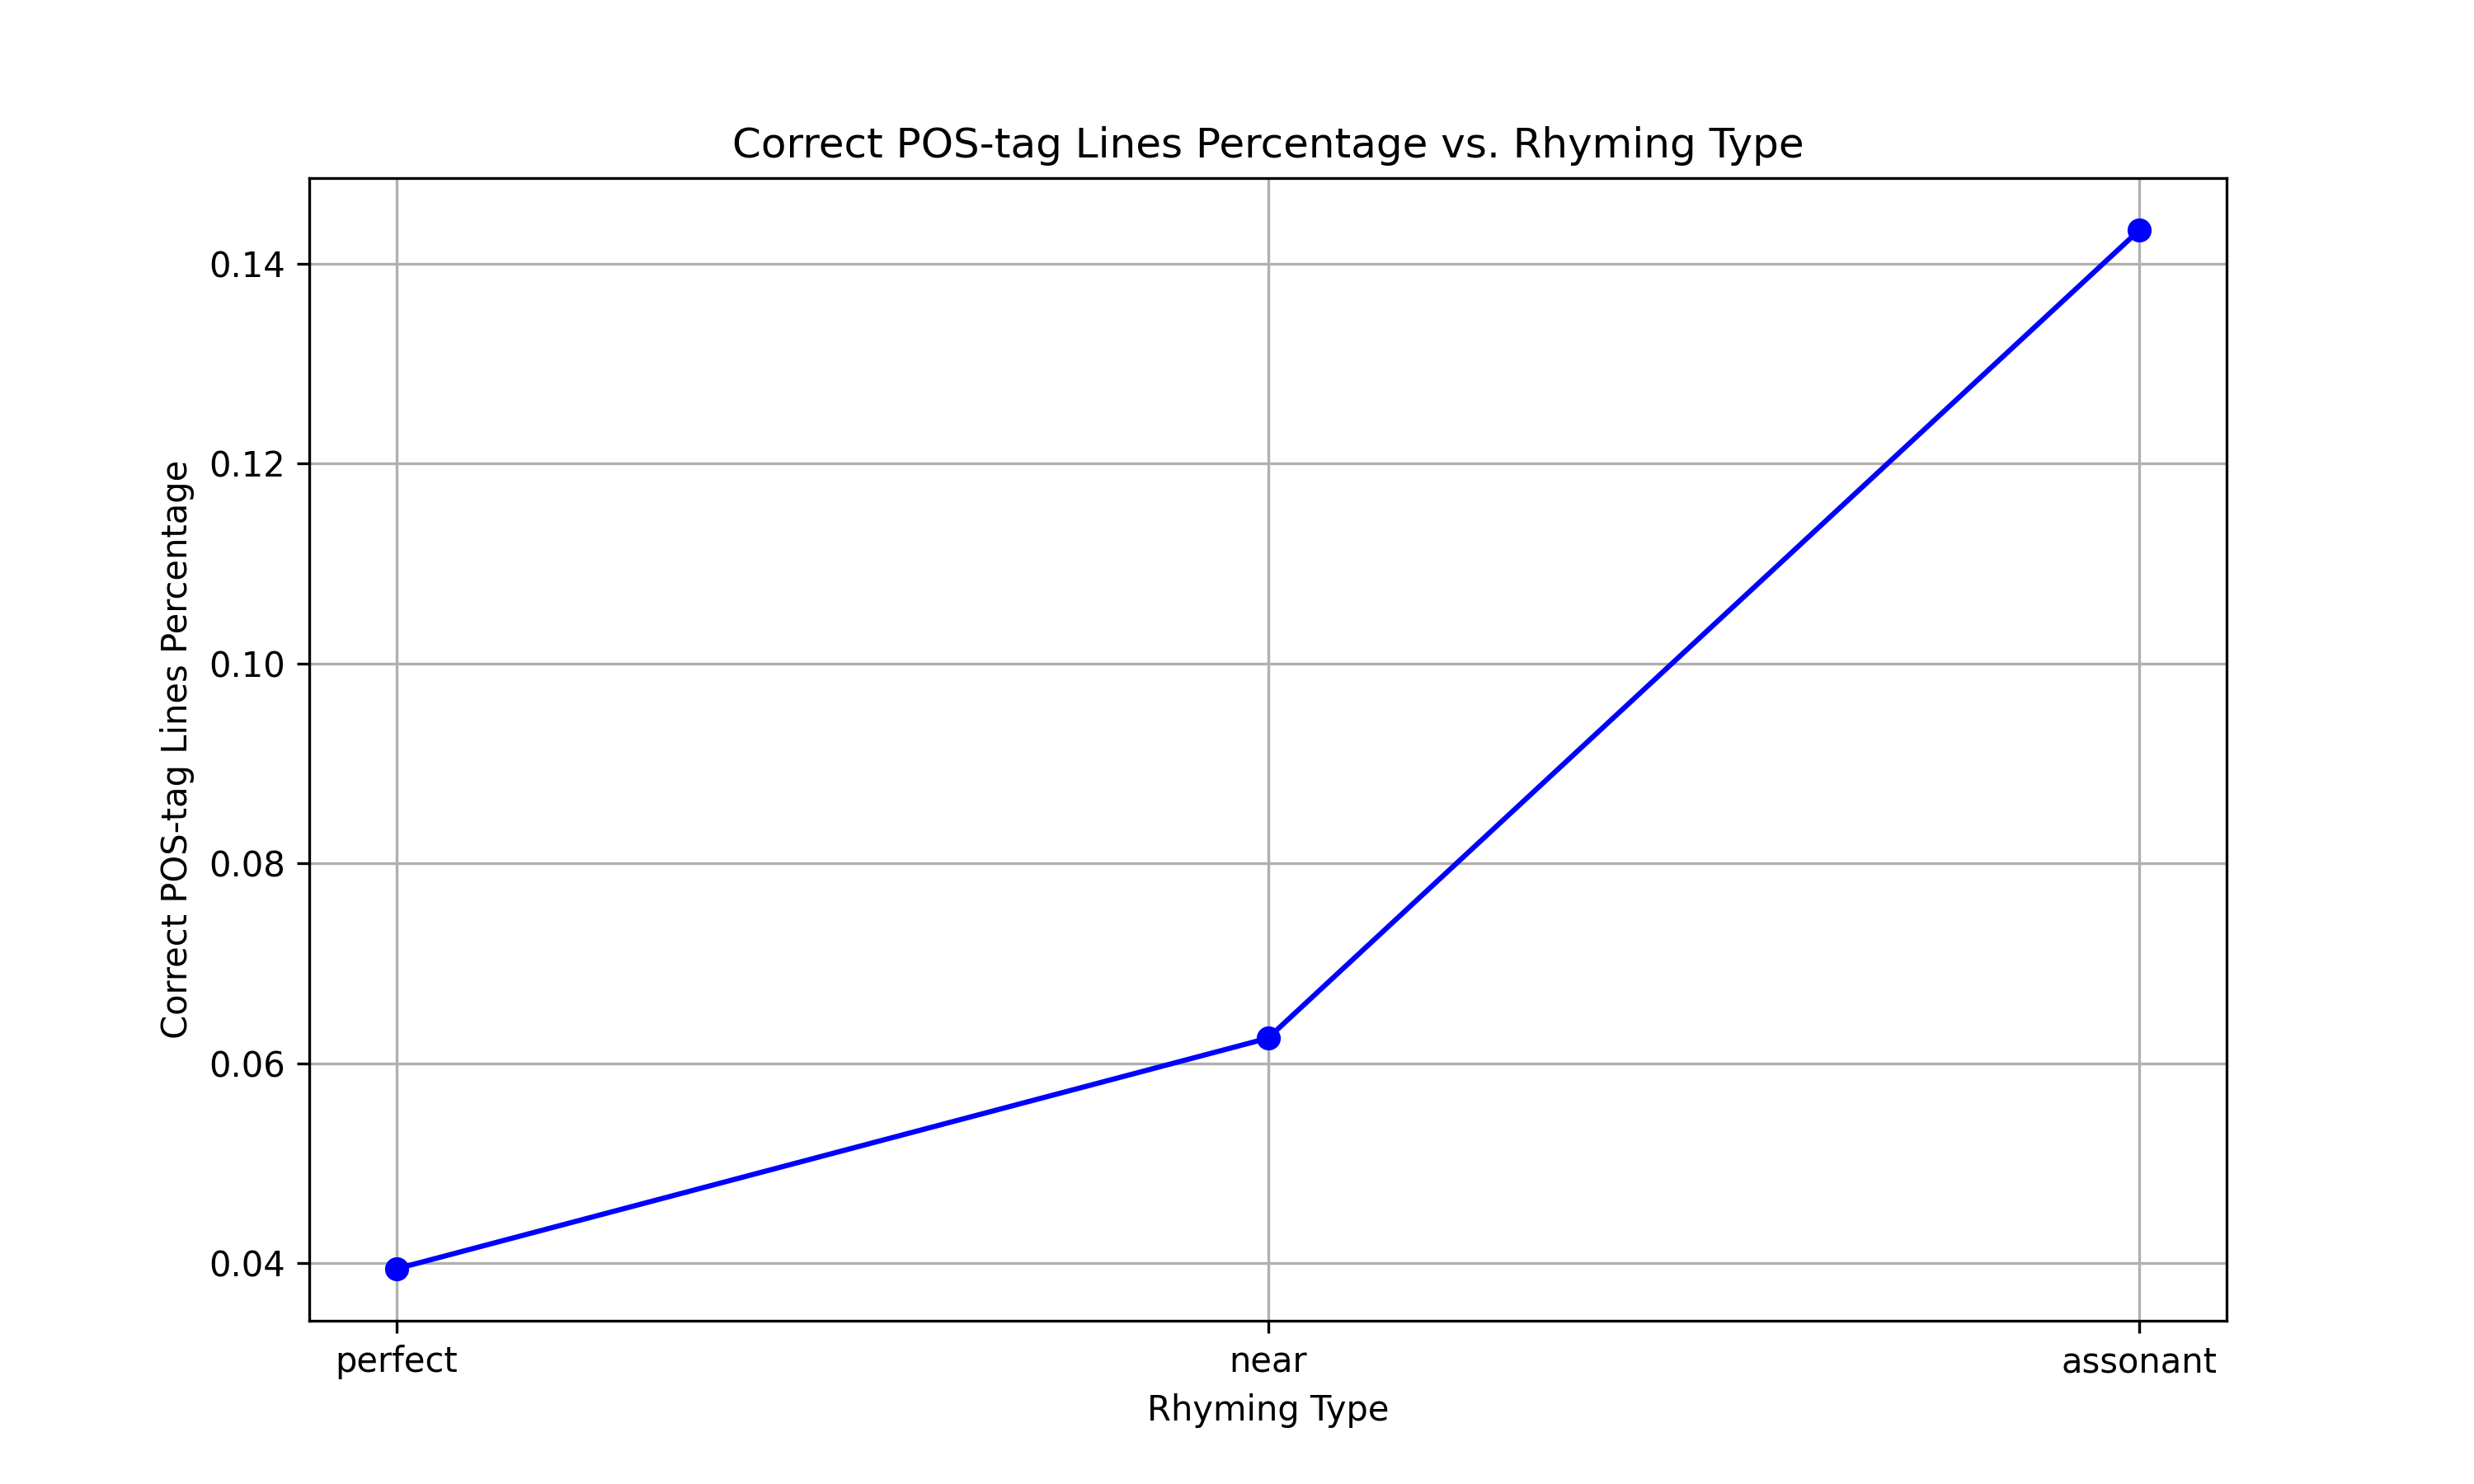 Correct POS-tag Lines Percentage vs. Rhyming Type
Correct POS-tag Lines Percentage
0.14
0.12
0.10
0.08
0.06
0.04
perfect near assonant
Rhyming Type